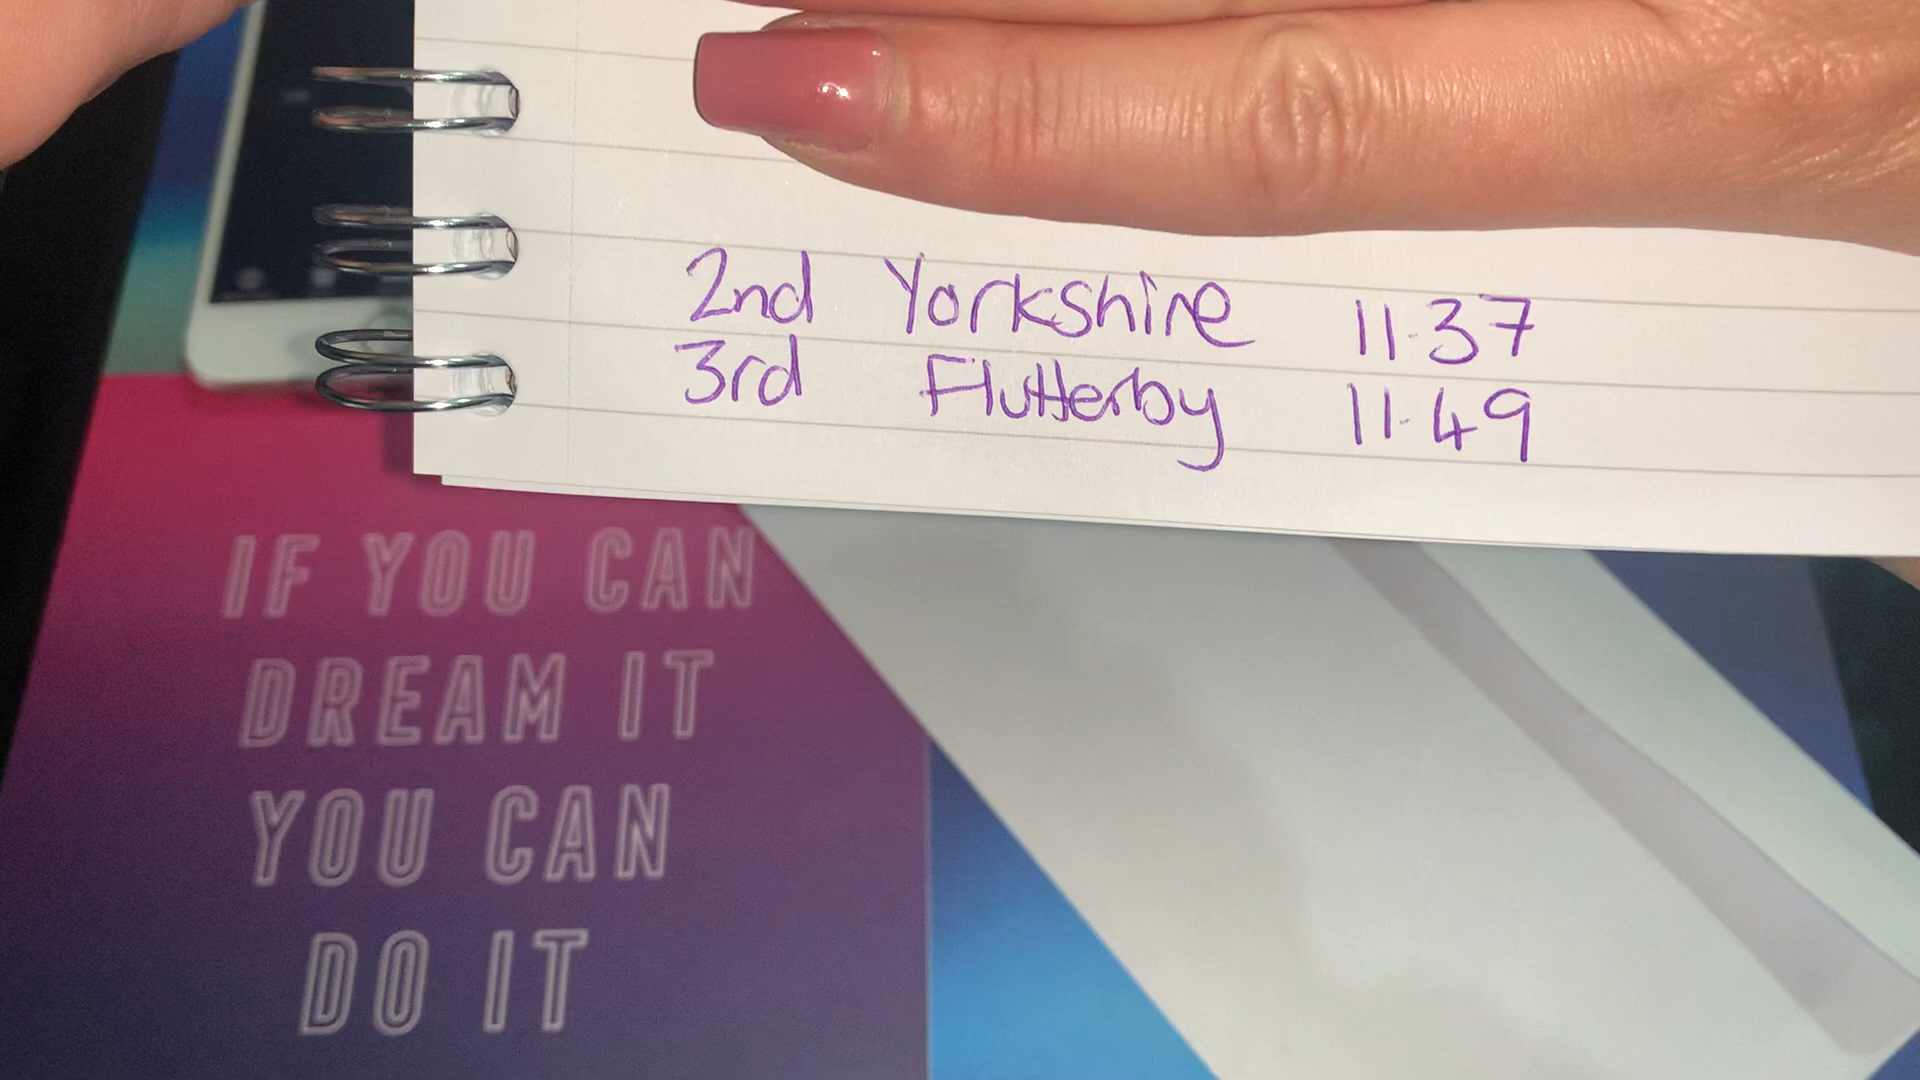 2nd Yorkshire 11.37
3rd Flutterby 11.49
IF YOU CAN
DREAM IT
YOU CAN
DO IT